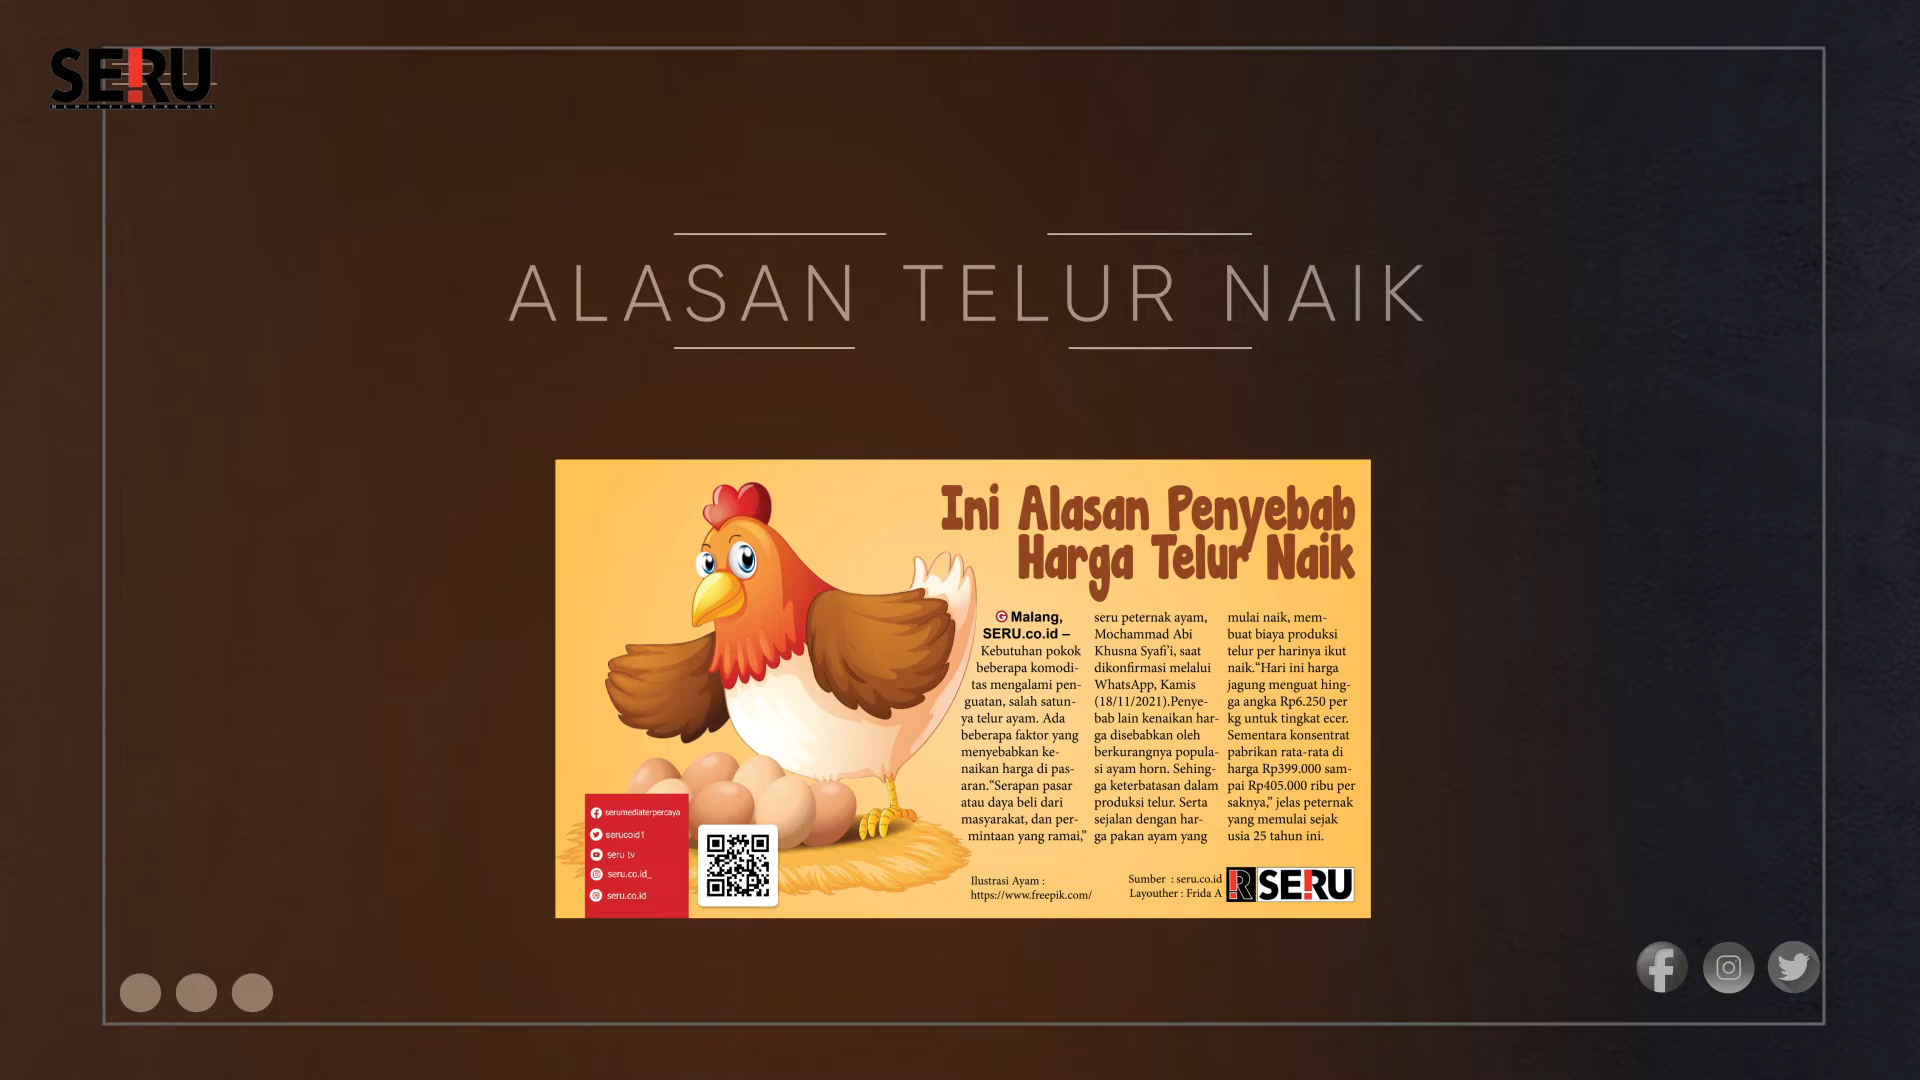 SE!RU
MEDIATERPERCAYA
ALASAN TELUR NAIK
Ini Alasan Penyebab
Harga Telur Naik
Malang,
SERU.co.id –
Kebutuhan pokok
beberapa komodi-
tas mengalami pen-
guatan, salah satun-
ya telur ayam. Ada
beberapa faktor yang
menyebabkan ke-
naikan harga di pas-
aran.“Serapan pasar
atau daya beli dari
masyarakat, dan per-
mintaan yang ramai,”
seru peternak ayam,
Mochammad Abi
Khusna Syafi’i, saat
dikonfirmasi melalui
WhatsApp, Kamis
(18/11/2021).Penye-
bab lain kenaikan har-
ga disebabkan oleh
berkurangnya popula-
si ayam horn. Sehing-
ga keterbatasan dalam
produksi telur. Serta
sejalan dengan har-
ga pakan ayam yang
mulai naik, mem-
buat biaya produksi
telur per harinya ikut
naik.“Hari ini harga
jagung menguat hing-
ga angka Rp6.250 per
kg untuk tingkat ecer.
Sementara konsentrat
pabrikan rata-rata di
harga Rp399.000 sam-
pai Rp405.000 ribu per
saknya,” jelas peternak
yang memulai sejak
usia 25 tahun ini.
serumediaterpercaya
serucoid1
seru tv
seru.co.id_
seru.co.id
Ilustrasi Ayam :
https://www.freepik.com/
Sumber : seru.co.id
Layouther : Frida A
R SE!RU